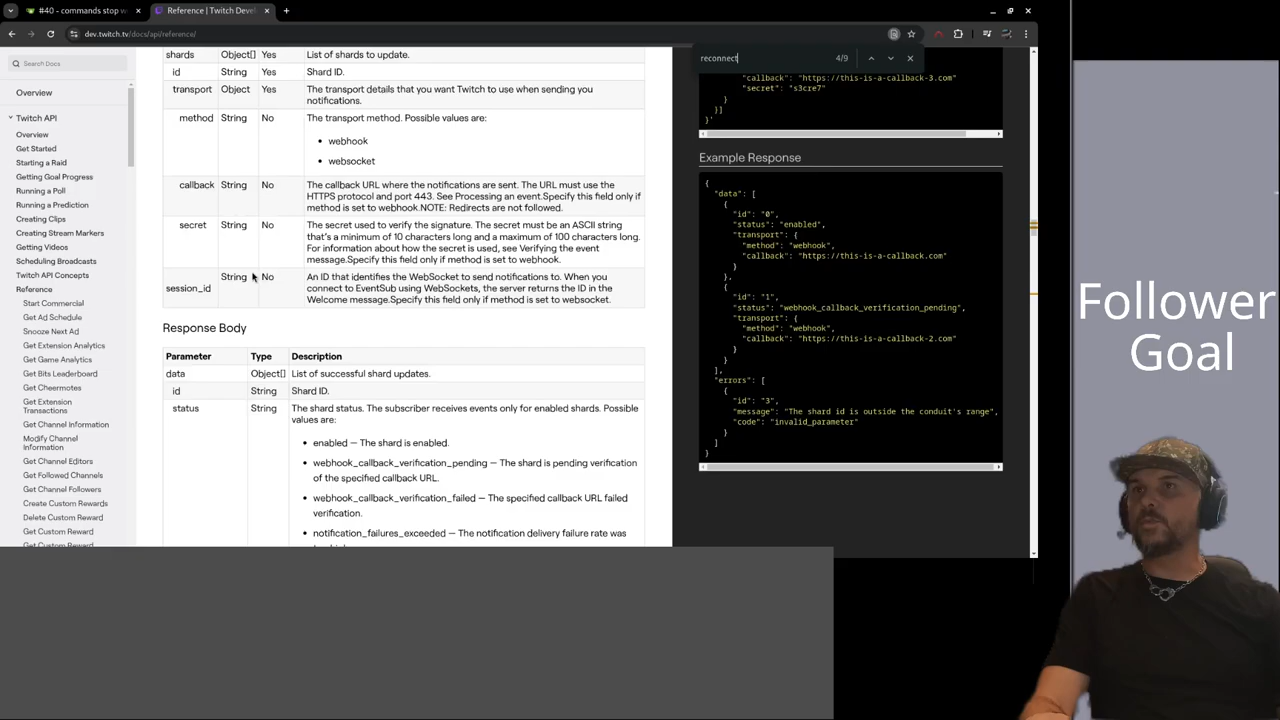 #40 - commands stop w
Reference | Twitch Devel
dev.twitch.tv/docs/api/reference/
reconnect
4/9
Search Docs
Overview
Twitch API
Overview
Get Started
Starting a Raid
Getting Goal Progress
Running a Poll
Running a Prediction
Creating Clips
Creating Stream Markers
Getting Videos
Scheduling Broadcasts
Twitch API Concepts
Reference
Start Commercial
Get Ad Schedule
Snooze Next Ad
Get Extension Analytics
Get Game Analytics
Get Bits Leaderboard
Get Cheermotes
Get Extension
Transactions
Get Channel Information
Modify Channel
Information
Get Channel Editors
Get Followed Channels
Get Channel Followers
Create Custom Rewards
Delete Custom Reward
Get Custom Reward
Get Custom Reward
shards Object[] Yes List of shards to update.
id String Yes Shard ID.
transport Object Yes The transport details that you want Twitch to use when sending you
notifications.
method String No The transport method. Possible values are:
• webhook
• websocket
callback String No The callback URL where the notifications are sent. The URL must use the
HTTPS protocol and port 443. See Processing an event.Specify this field only if
method is set to webhook.NOTE: Redirects are not followed.
secret String No The secret used to verify the signature. The secret must be an ASCII string
that's a minimum of 10 characters long and a maximum of 100 characters long.
For information about how the secret is used, see Verifying the event
message.Specify this field only if method is set to webhook.
session_id String No An ID that identifies the WebSocket to send notifications to. When you
connect to EventSub using WebSockets, the server returns the ID in the
Welcome message.Specify this field only if method is set to websocket.
Response Body
Parameter Type Description
data Object[] List of successful shard updates.
id String Shard ID.
status String The shard status. The subscriber receives events only for enabled shards. Possible
values are:
• enabled — The shard is enabled.
• webhook_callback_verification_pending — The shard is pending verification
of the specified callback URL.
• webhook_callback_verification_failed — The specified callback URL failed
verification.
• notification_failures_exceeded — The notification delivery failure rate was
"callback": "https://this-is-a-callback-3.com"
"secret": "s3cre7"
}
}]
}'
Example Response
{
"data": [
{
"id": "0",
"status": "enabled",
"transport": {
"method": "webhook",
"callback": "https://this-is-a-callback.com"
}
},
{
"id": "1",
"status": "webhook_callback_verification_pending",
"transport": {
"method": "webhook",
"callback": "https://this-is-a-callback-2.com"
}
}
],
"errors": [
{
"id": "3",
"message": "The shard id is outside the conduit's range",
"code": "invalid_parameter"
}
]
}
Follower
Goal